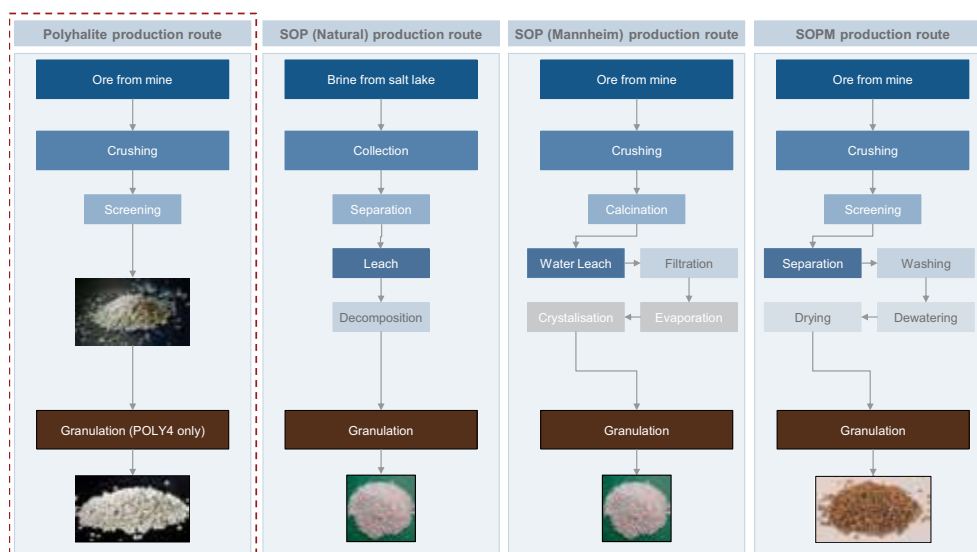 Polyhalite production route
Ore from mine
Crushing
Screening
Granulation (POLY4 only)
SOP (Natural) production route
Brine from salt lake
Collection
Separation
Leach
Decomposition
Granulation
SOP (Mannheim) production route
Ore from mine
Crushing
Calcination
Water Leach
Filtration
Crystalisation
Evaporation
Granulation
SOPM production route
Ore from mine
Crushing
Screening
Separation
Washing
Drying
Dewatering
Granulation